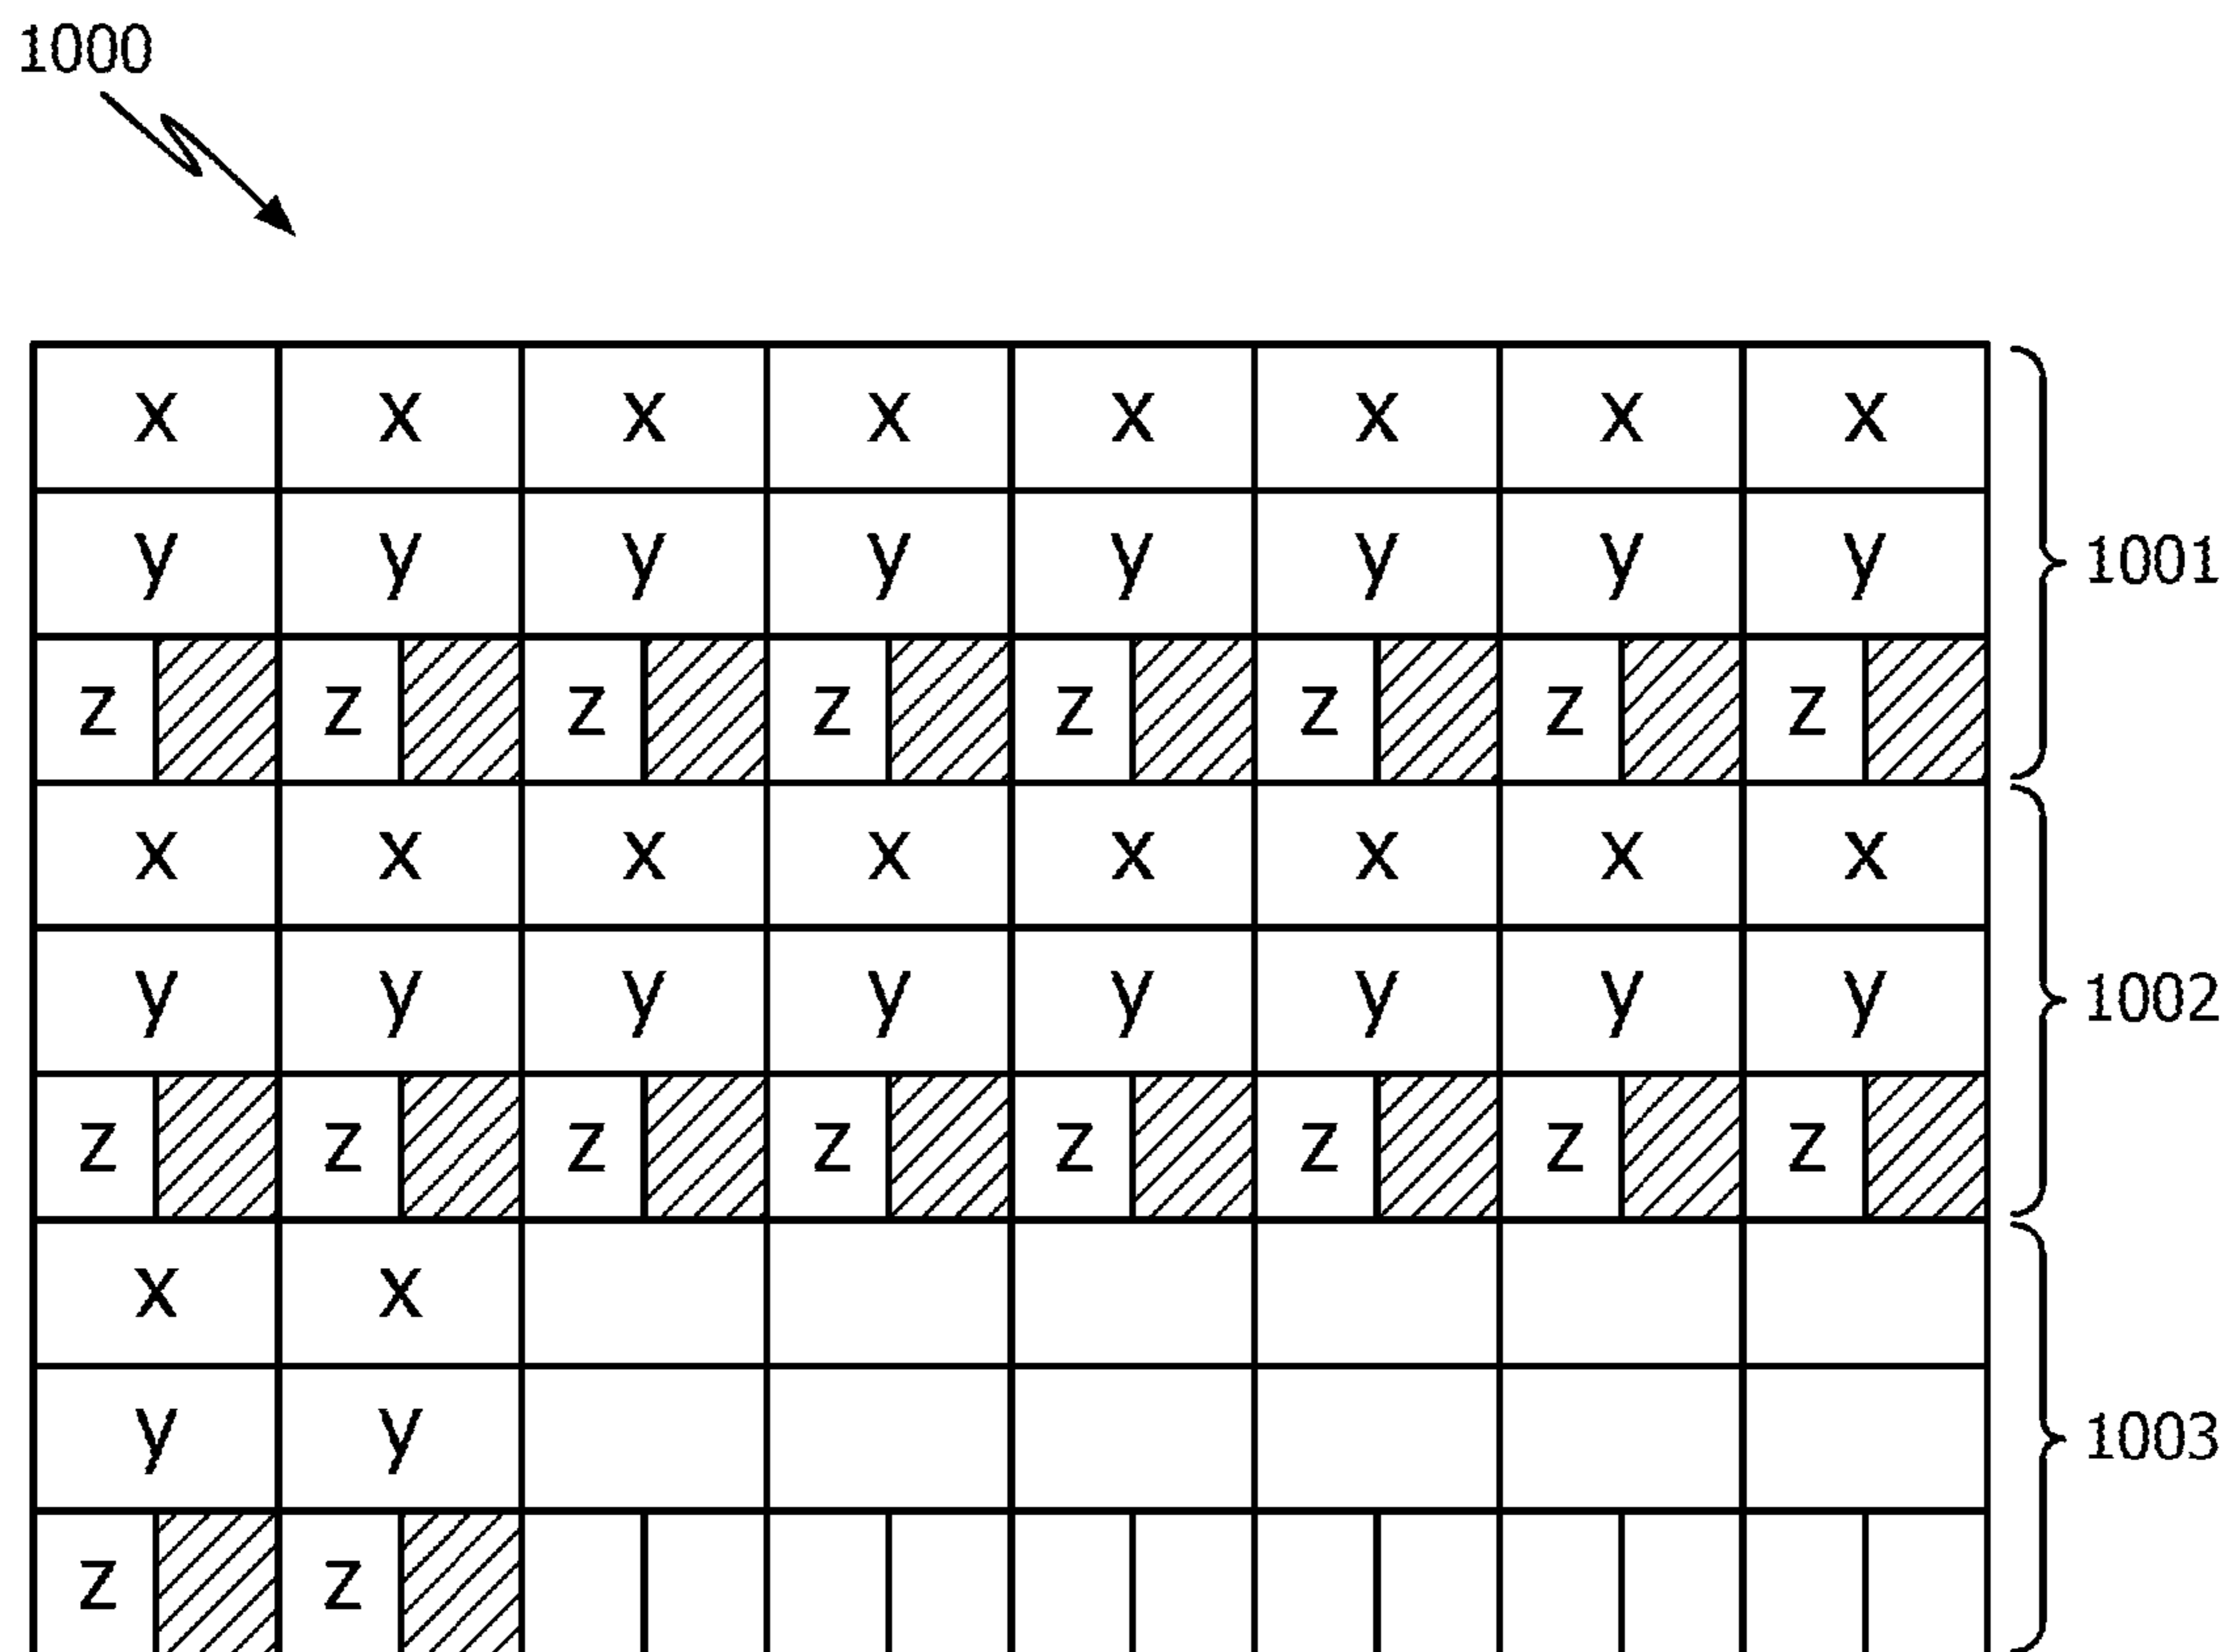 1000
x x x x x x x x
y y y y y y y y
1001
z z z z z z z z
x x x x x x x x
y y y y y y y y
1002
z z z z z z z z
x x
y y
1003
z z